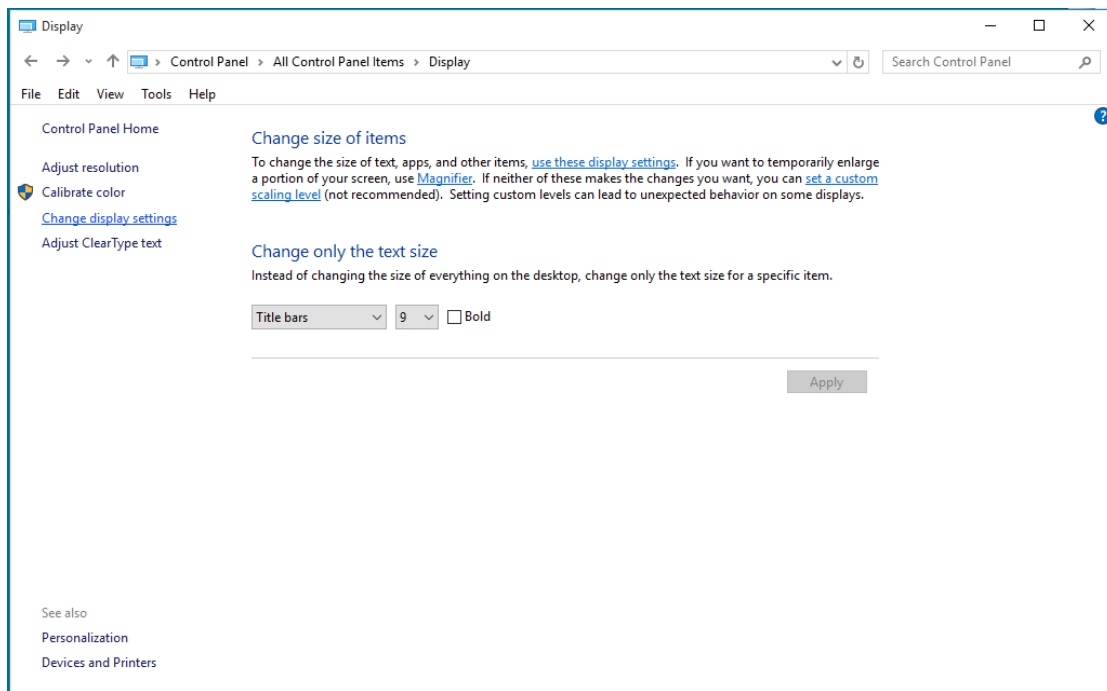 Display
Control Panel > All Control Panel Items > Display
Search Control Panel
File Edit View Tools Help
?
Control Panel Home
Adjust resolution
Calibrate color
Change display settings
Adjust ClearType text
Change size of items
To change the size of text, apps, and other items, use these display settings. If you want to temporarily enlarge
a portion of your screen, use Magnifier. If neither of these makes the changes you want, you can set a custom
scaling level (not recommended). Setting custom levels can lead to unexpected behavior on some displays.
Change only the text size
Instead of changing the size of everything on the desktop, change only the text size for a specific item.
Title bars 9 Bold
Apply
See also
Personalization
Devices and Printers